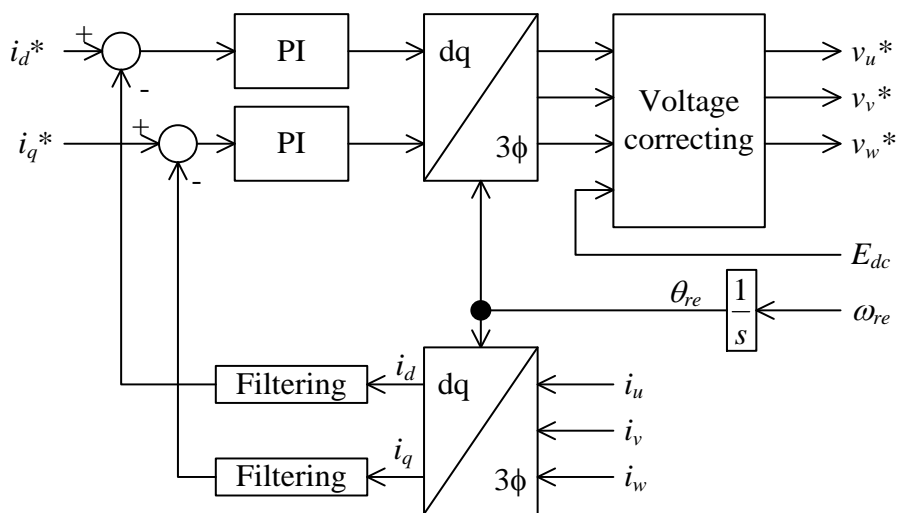 i_d*
+
-
PI
dq
3ϕ
Voltage
correcting
v_u*
v_v*
v_w*
i_q*
+
-
PI
E_dc
θ_re
1
s
ω_re
Filtering
i_d
dq
3ϕ
i_u
i_v
i_w
Filtering
i_q